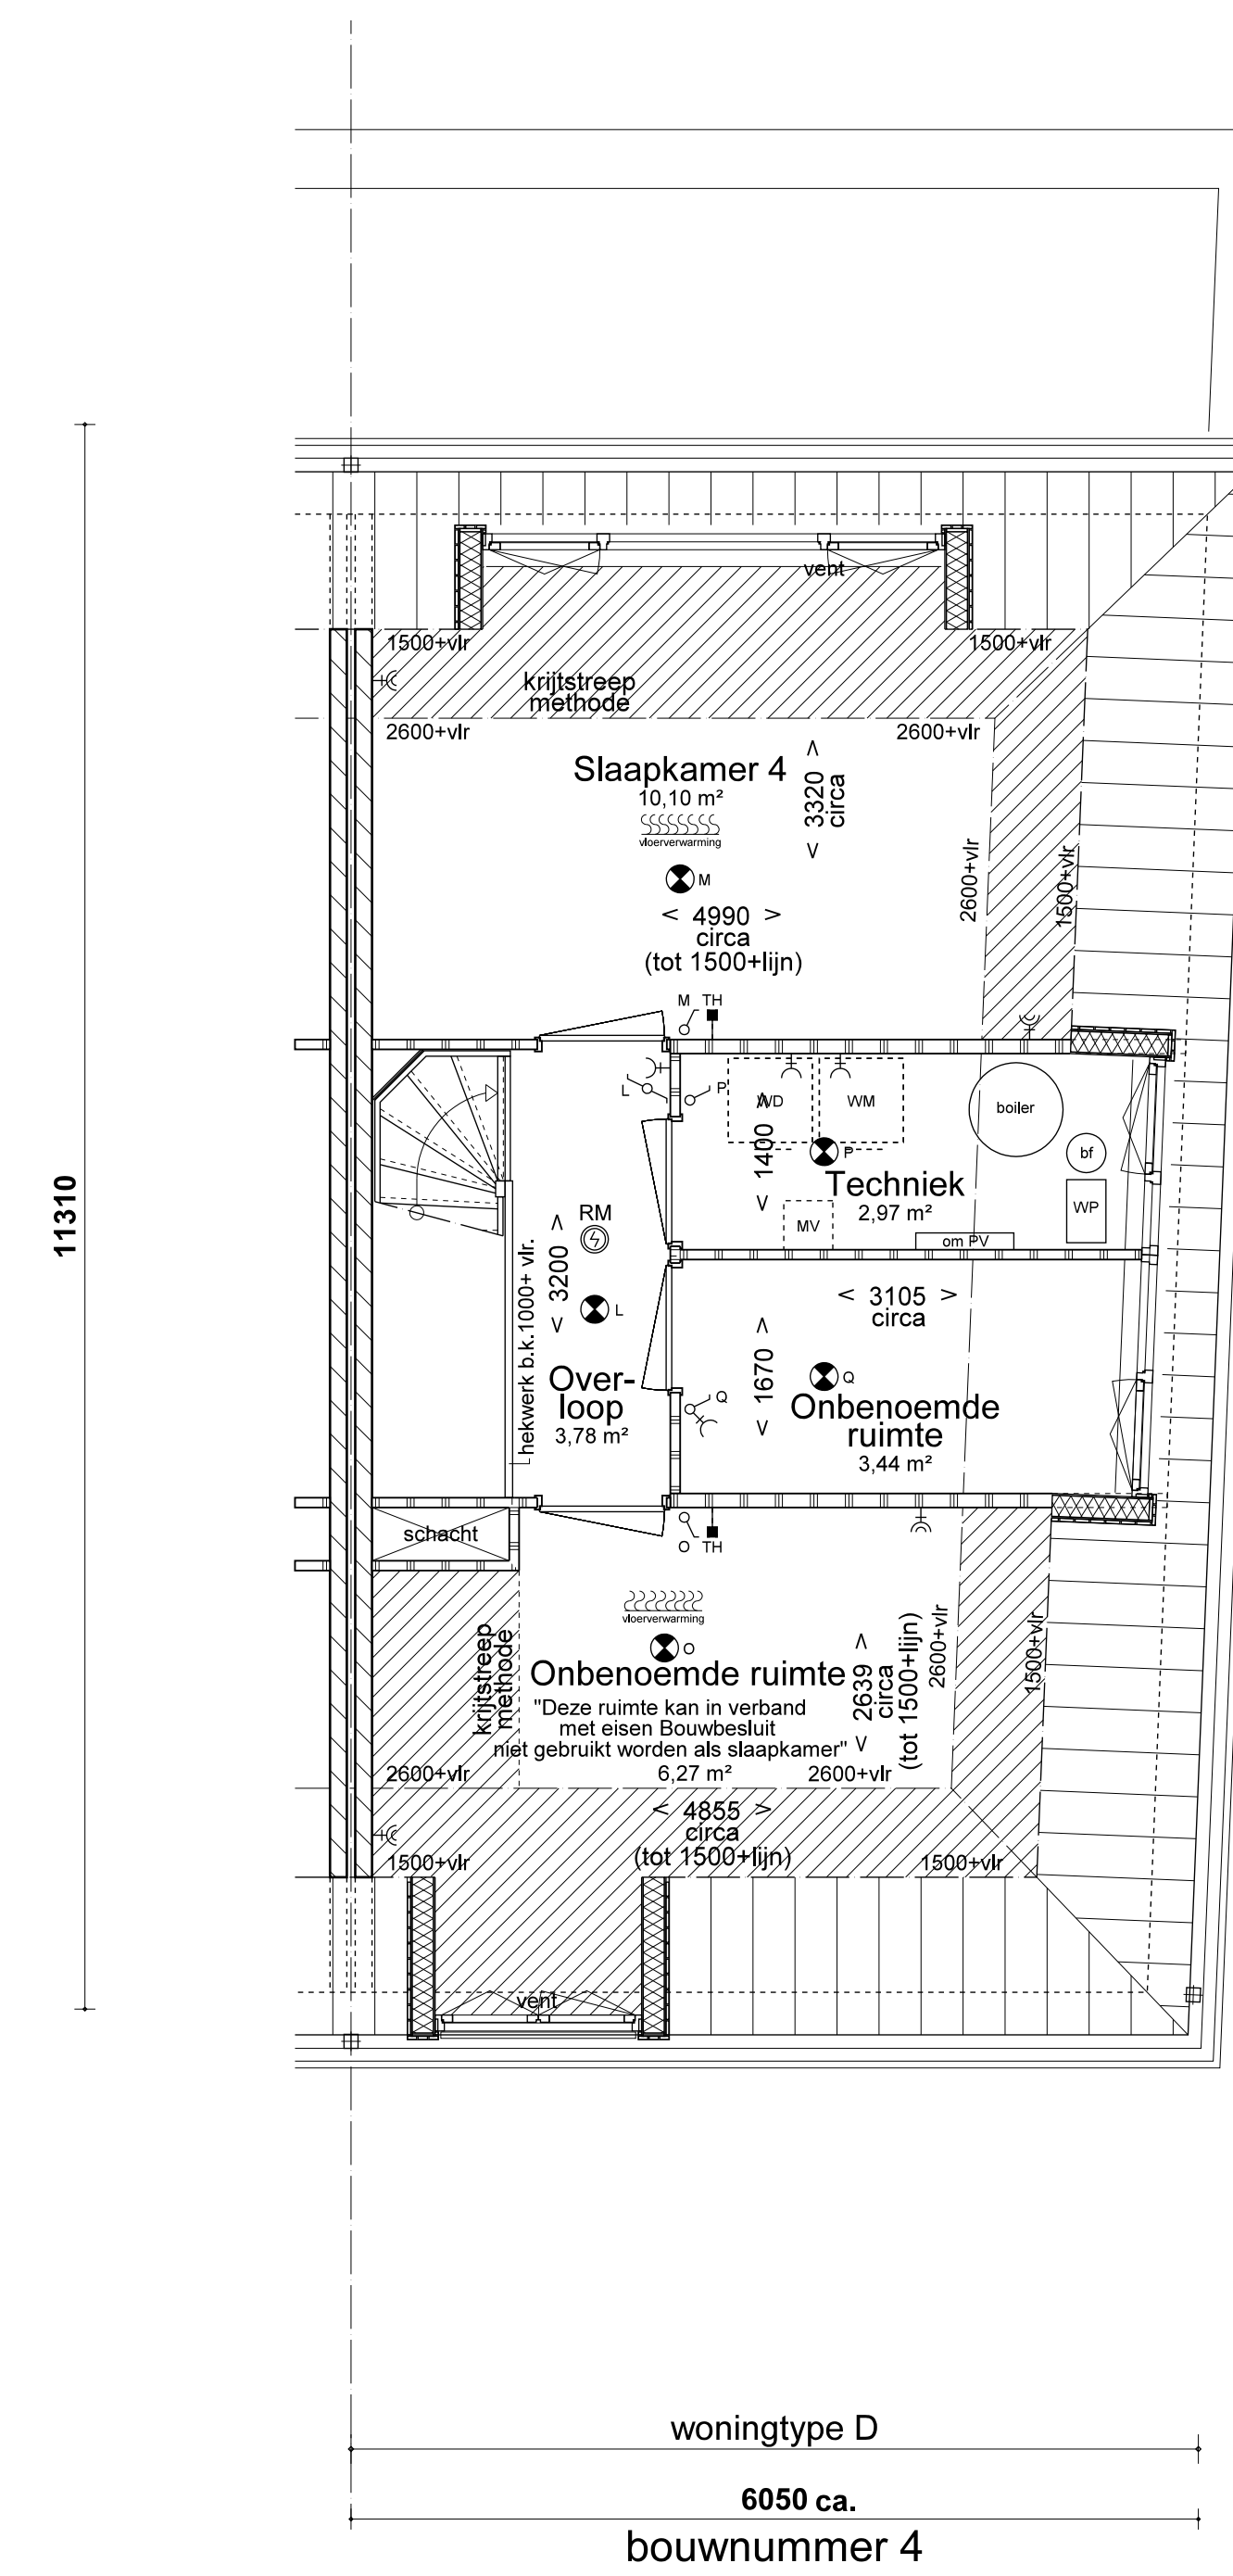 vent
1500+vlr
1500+vlr
krijtstreep
methode
2600+vlr
2600+vlr
Slaapkamer 4
10,10 m²
vloerverwarming
< 3320 >
circa
M
< 4990 >
circa
(tot 1500+lijn)
2600+vlr
1500+vlr
M TH
L
P
WD
WM
boiler
bf
WP
< 1400 >
P
Techniek
2,97 m²
MV
om PV
RM
< 3200 >
L
hekwerk b.k.1000+ vlr.
Over-
loop
3,78 m²
< 3105 >
circa
< 1670 >
Q
Q
Onbenoemde
ruimte
3,44 m²
11310
schacht
O TH
vloerverwarming
O
krijtstreep
methode
Onbenoemde ruimte
"Deze ruimte kan in verband
met eisen Bouwbesluit
niet gebruikt worden als slaapkamer"
6,27 m²
< 2639 >
circa
(tot 1500+lijn)
2600+vlr
1500+vlr
2600+vlr
2600+vlr
< 4855 >
circa
(tot 1500+lijn)
1500+vlr
1500+vlr
vent
woningtype D
6050 ca.
bouwnummer 4